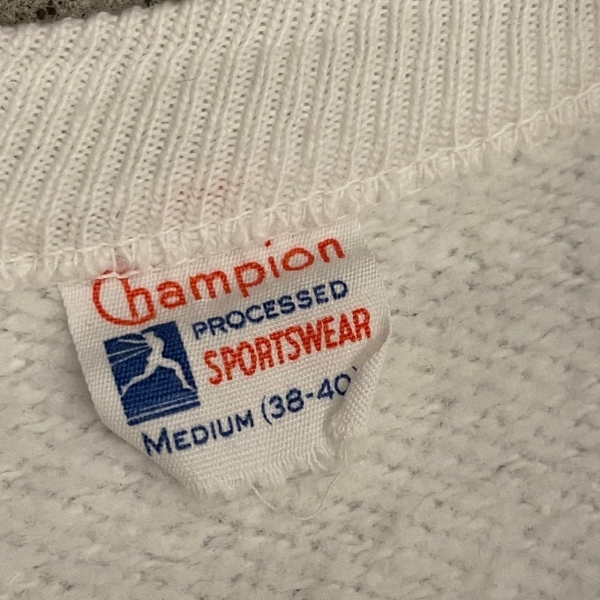 Champion
PROCESSED
SPORTSWEAR
MEDIUM (38-40)